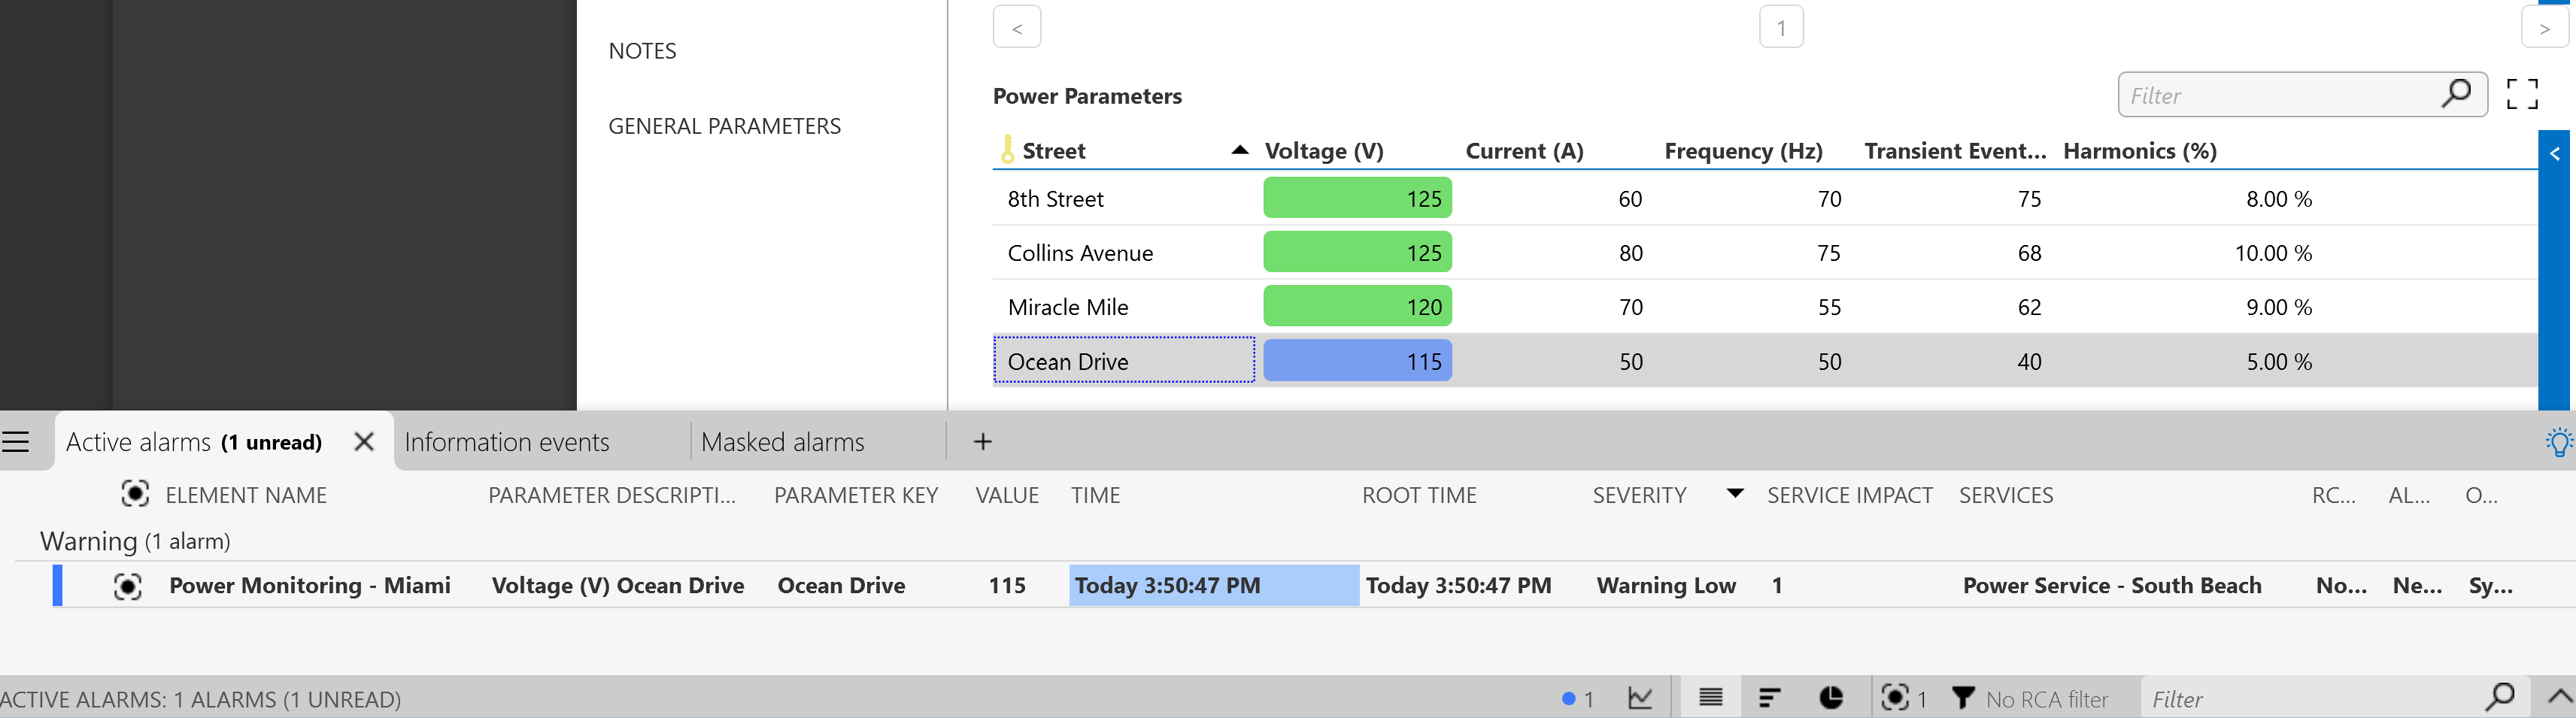 < 1 >
NOTES
GENERAL PARAMETERS
Power Parameters
Filter
Street Voltage (V) Current (A) Frequency (Hz) Transient Event... Harmonics (%)
8th Street 125 60 70 75 8.00 %
Collins Avenue 125 80 75 68 10.00 %
Miracle Mile 120 70 55 62 9.00 %
Ocean Drive 115 50 50 40 5.00 %
<
Active alarms (1 unread) Information events Masked alarms +
ELEMENT NAME PARAMETER DESCRIPTI... PARAMETER KEY VALUE TIME ROOT TIME SEVERITY SERVICE IMPACT SERVICES RC... AL... O...
Warning (1 alarm)
Power Monitoring - Miami Voltage (V) Ocean Drive Ocean Drive 115 Today 3:50:47 PM Today 3:50:47 PM Warning Low 1 Power Service - South Beach No... Ne... Sy...
ACTIVE ALARMS: 1 ALARMS (1 UNREAD) 1 1 No RCA filter Filter